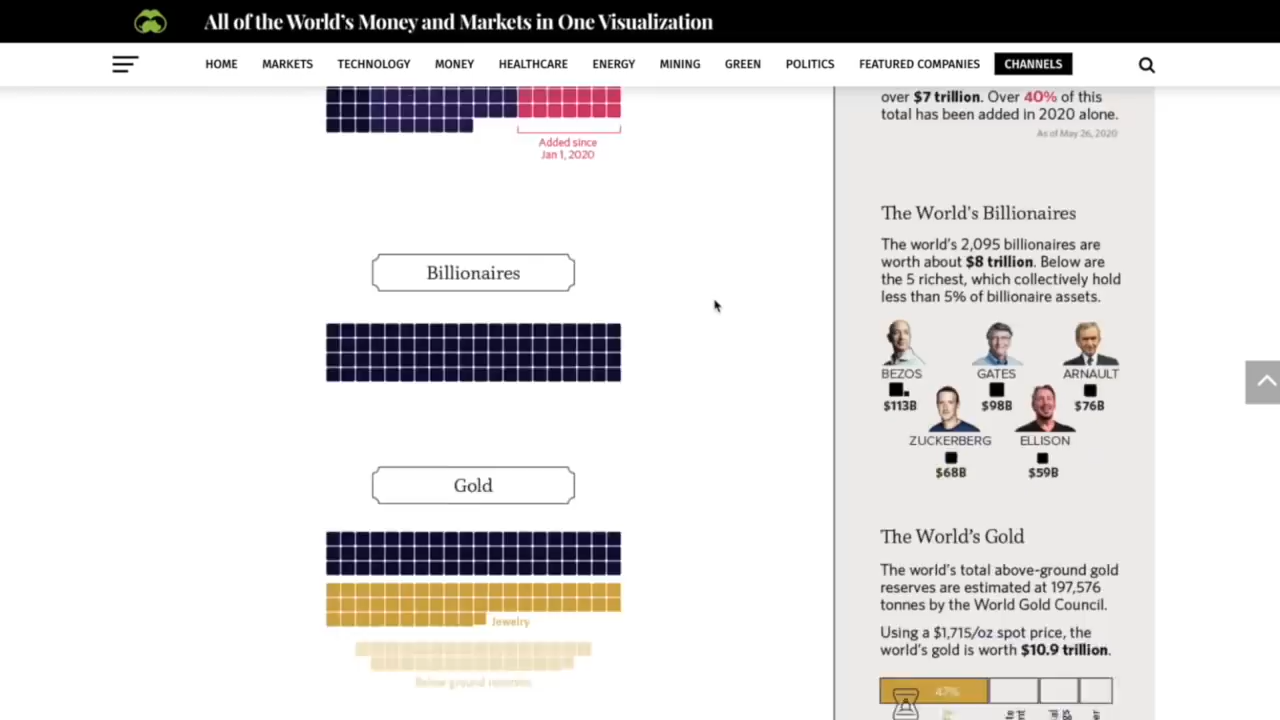 All of the World's Money and Markets in One Visualization
HOME MARKETS TECHNOLOGY MONEY HEALTHCARE ENERGY MINING GREEN POLITICS FEATURED COMPANIES CHANNELS
Added since
Jan 1, 2020
Billionaires
Gold
Jewelry
Below ground reserves
over $7 trillion. Over 40% of this
total has been added in 2020 alone.
As of May 26, 2020
The World's Billionaires
The world's 2,095 billionaires are
worth about $8 trillion. Below are
the 5 richest, which collectively hold
less than 5% of billionaire assets.
BEZOS GATES ARNAULT
$113B $98B $76B
ZUCKERBERG ELLISON
$68B $59B
The World's Gold
The world's total above-ground gold
reserves are estimated at 197,576
tonnes by the World Gold Council.
Using a $1,715/oz spot price, the
world's gold is worth $10.9 trillion.
47%